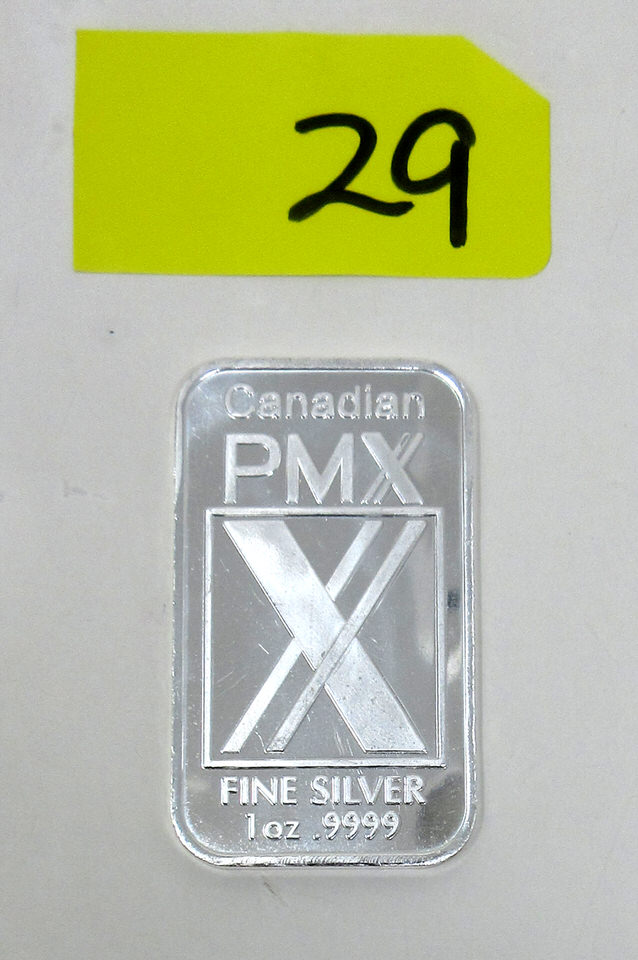 29
Canadian
PMX
X
FINE SILVER
1oz .9999